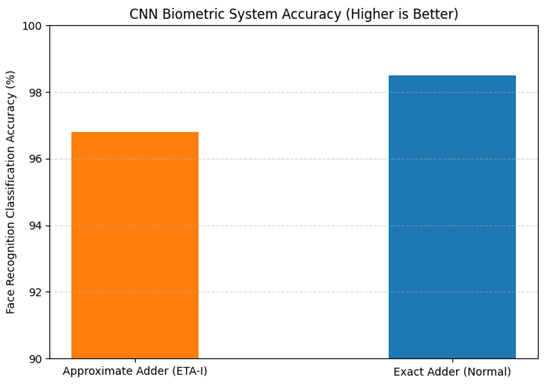 CNN Biometric System Accuracy (Higher is Better)
Face Recognition Classification Accuracy (%)
100
98
96
94
92
90
Approximate Adder (ETA-I)
Exact Adder (Normal)